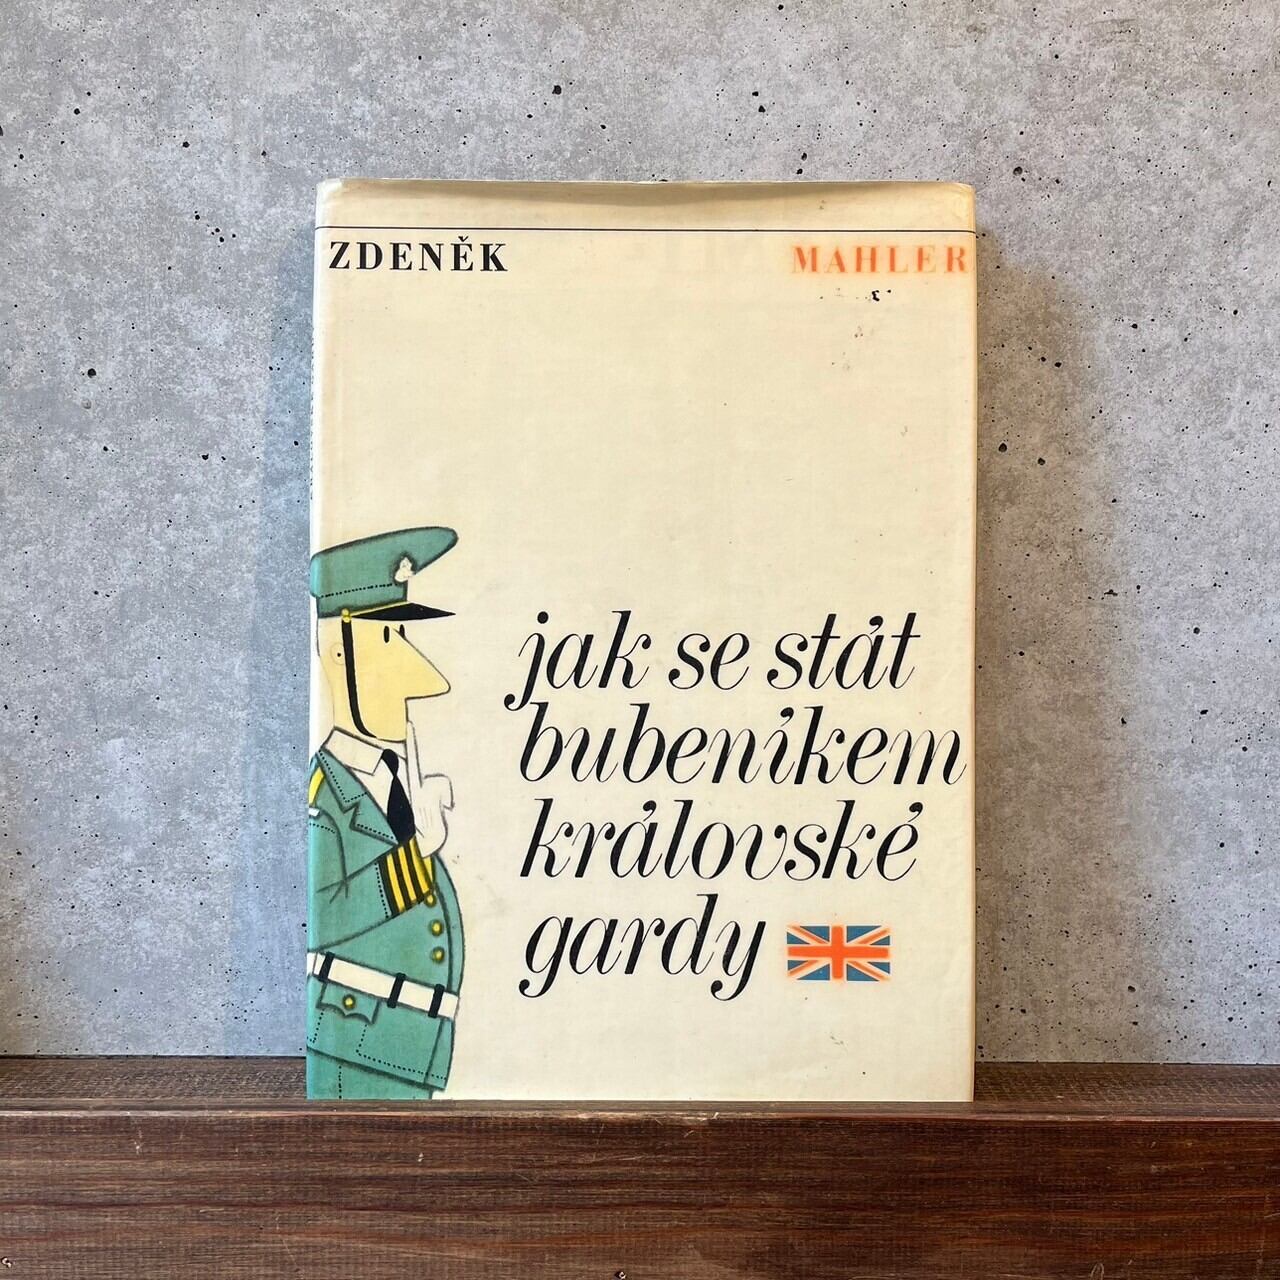 ZDENĚK MAHLER
jak se stát
bubeníkem
královské
gardy